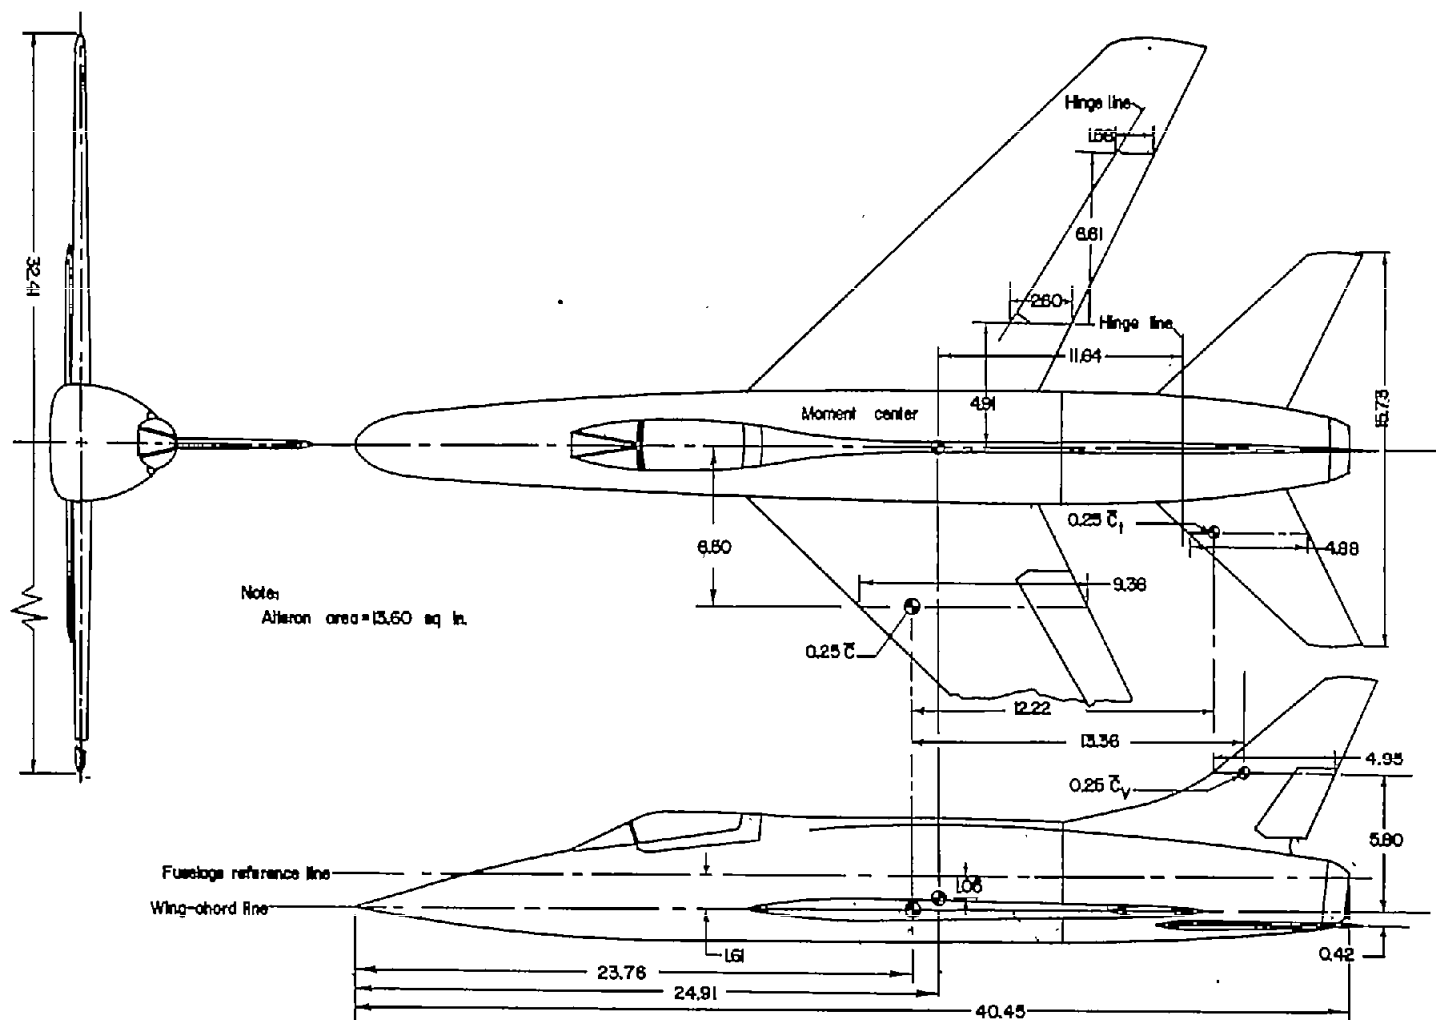 Hinge line
1.68
32.41
6.61
2.60
Hinge line
11.64
4.91
15.73
Moment center
0.25 C̅t
6.50
4.88
9.36
Note:
Aileron area=13.60 sq in.
0.25 C̅
12.22
13.36
4.95
0.25 C̅V
5.80
Fuselage reference line
1.06
Wing-chord line
1.61
0.42
23.76
24.91
40.45